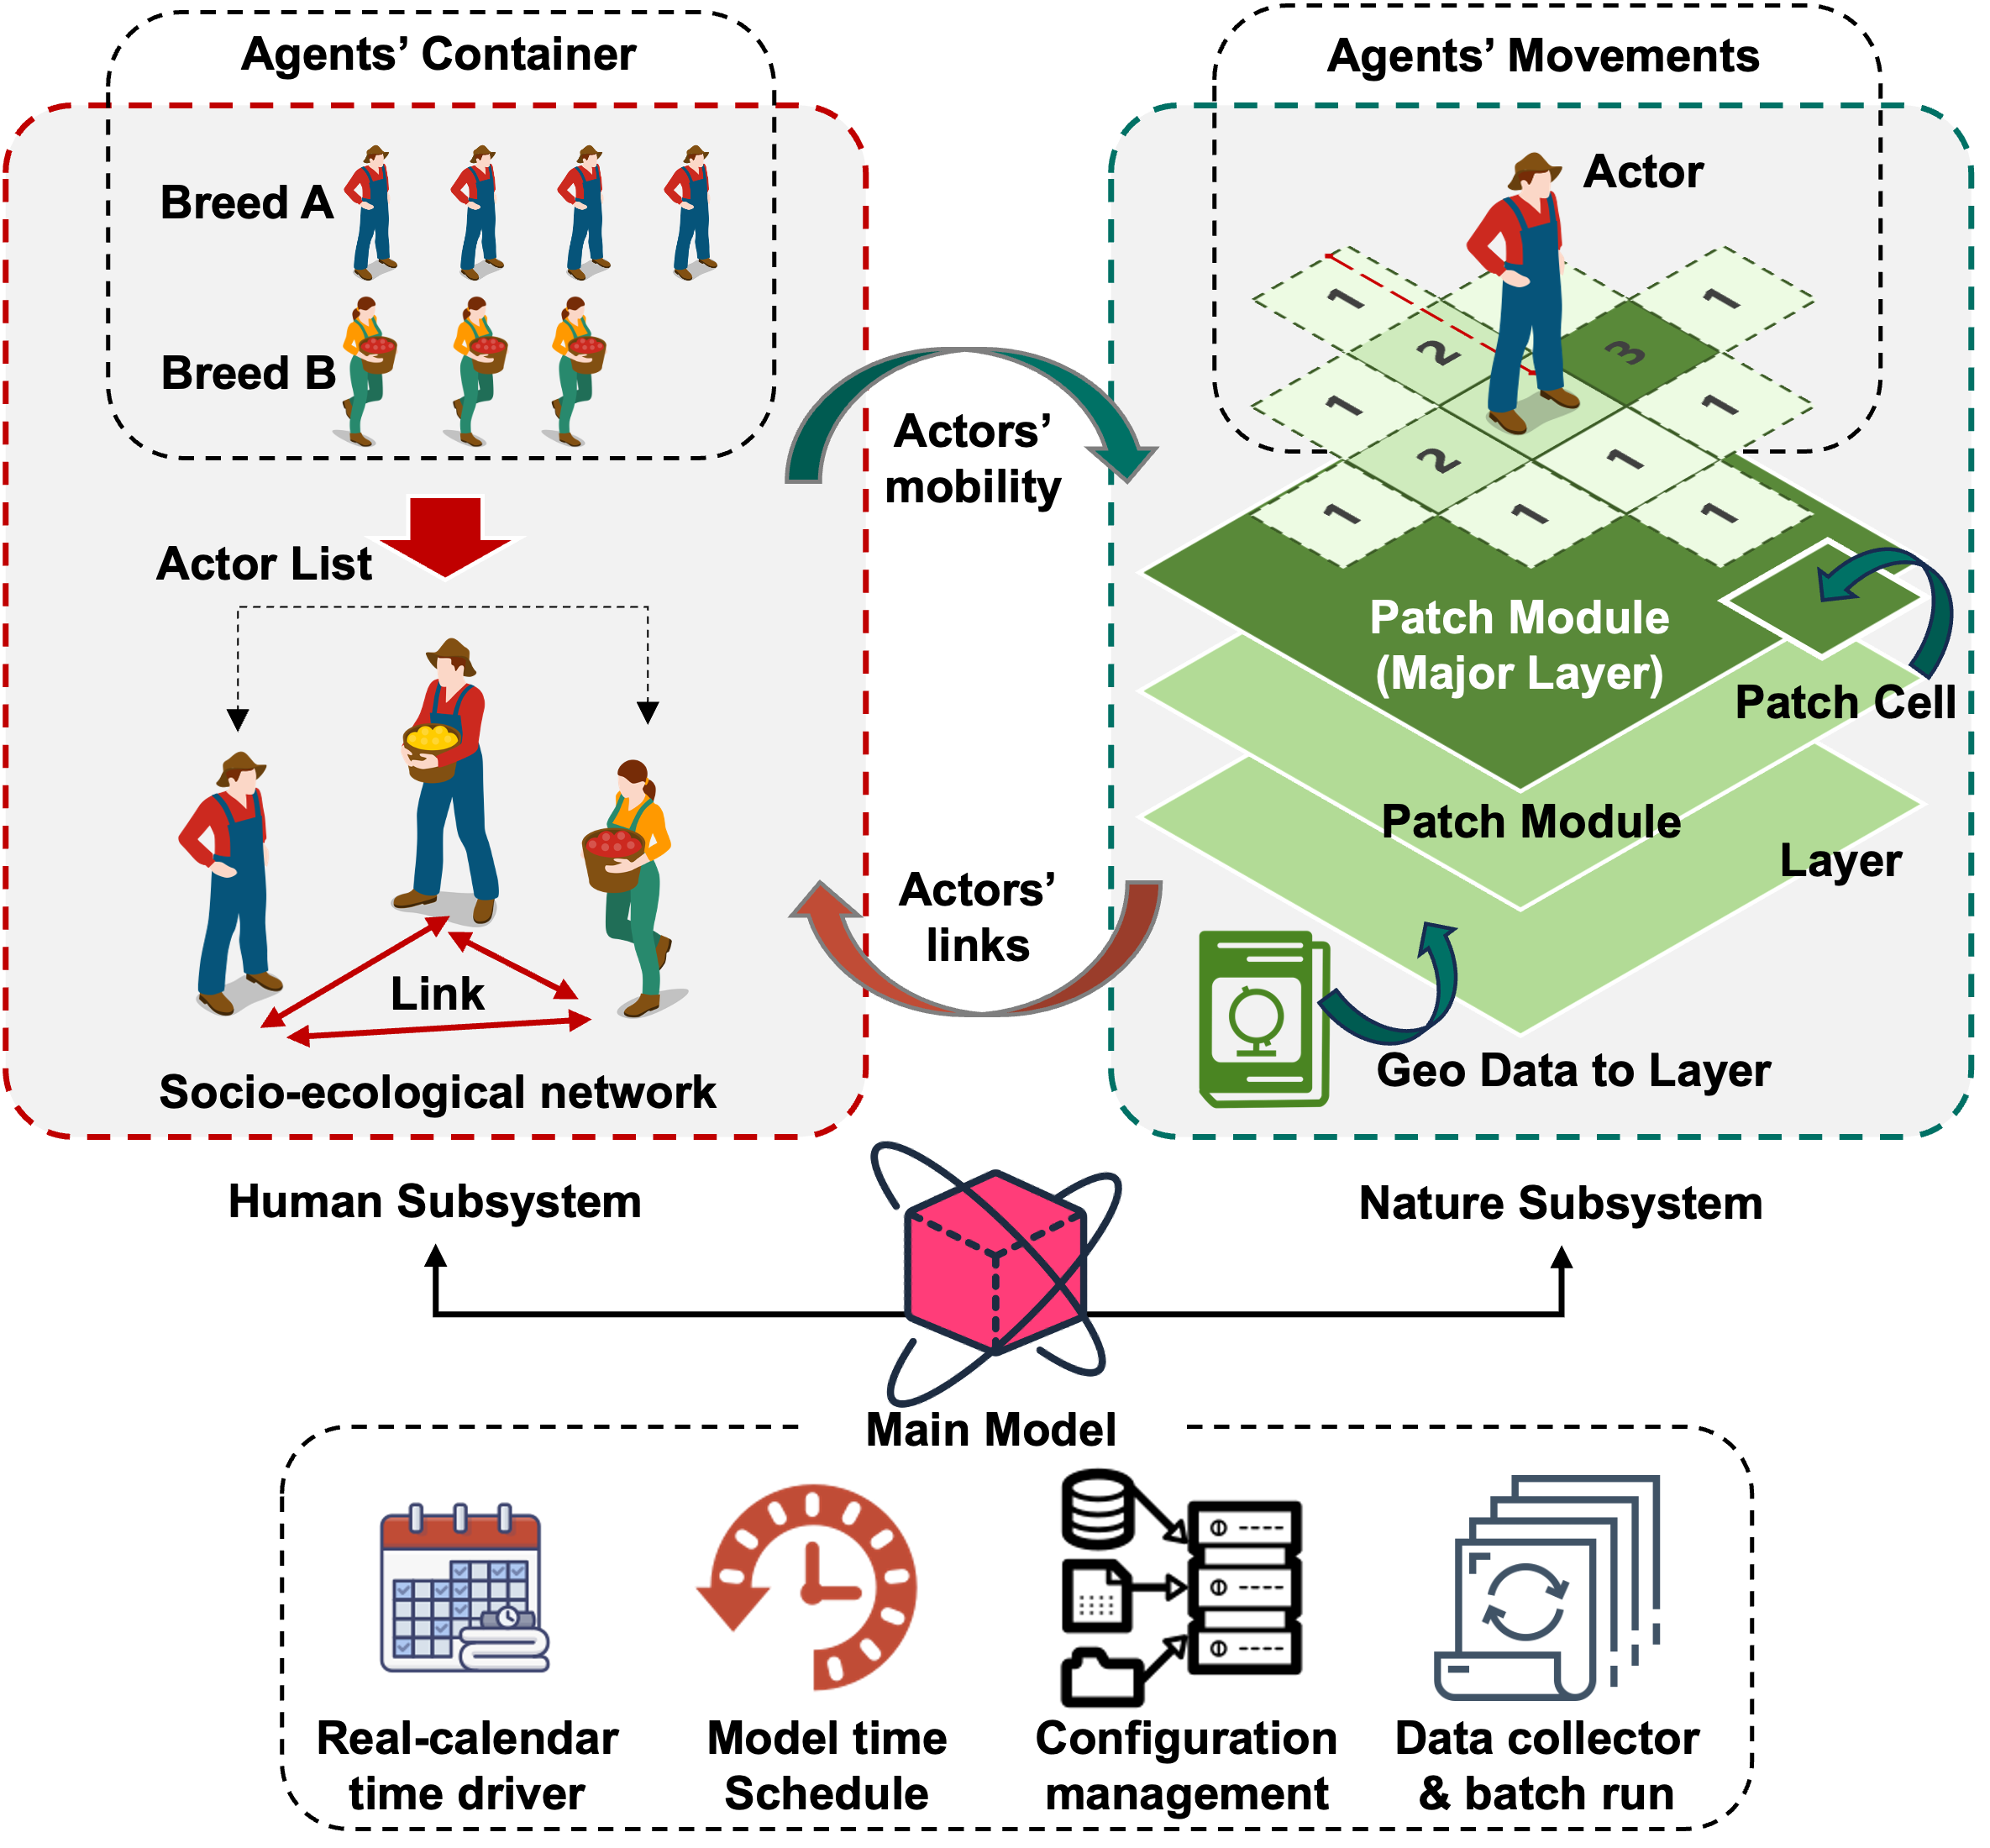 Agents’ Container
Breed A
Breed B
Actor List
Link
Socio-ecological network
Human Subsystem
Actors’
mobility
Actors’
links
Agents’ Movements
Actor
1
1
2
3
1
1
2
1
1
1
1
Patch Module
(Major Layer)
Patch Cell
Patch Module
Layer
Geo Data to Layer
Nature Subsystem
Main Model
Real-calendar
time driver
Model time
Schedule
Configuration
management
Data collector
& batch run